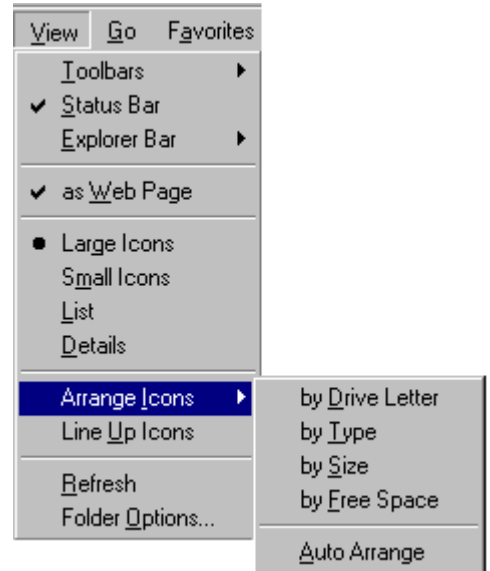 View Go Favorites
Toolbars
Status Bar
Explorer Bar
as Web Page
Large Icons
Small Icons
List
Details
Arrange Icons
Line Up Icons
Refresh
Folder Options...
by Drive Letter
by Type
by Size
by Free Space
Auto Arrange